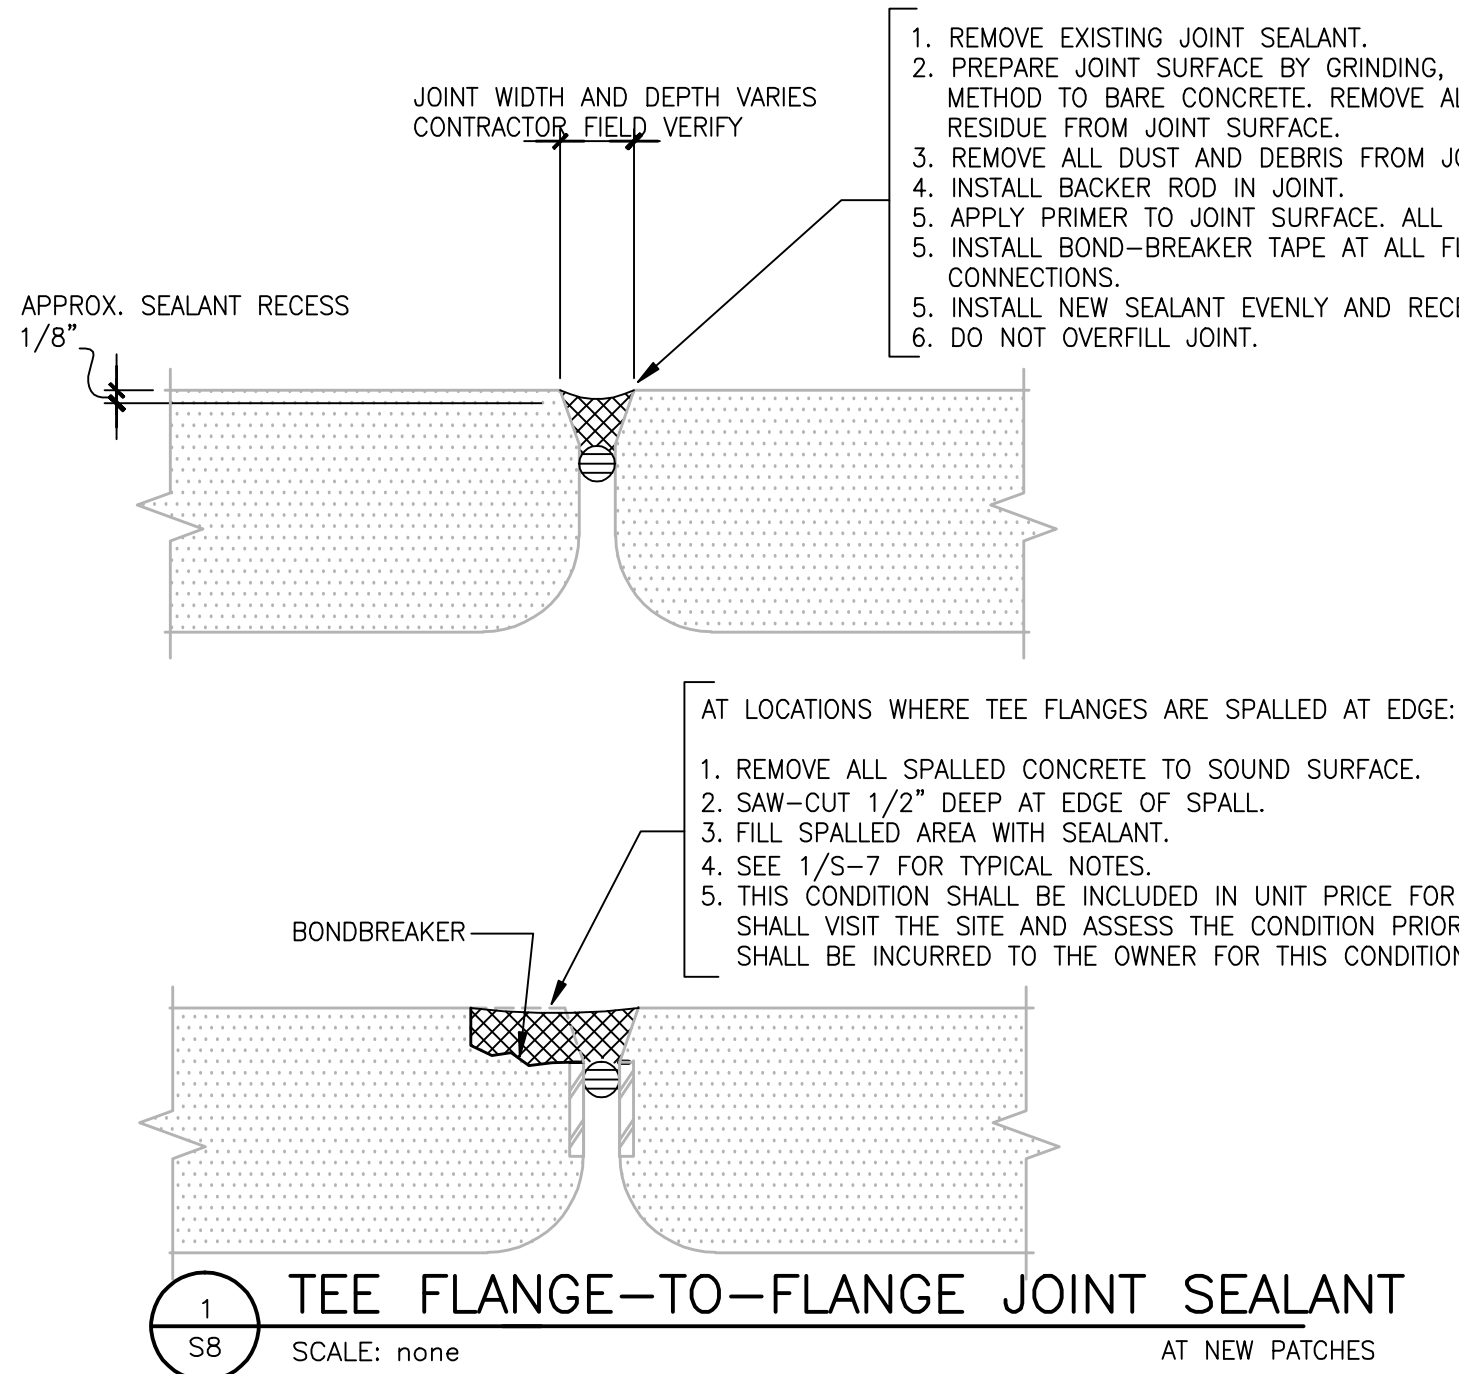 1. REMOVE EXISTING JOINT SEALANT.
2. PREPARE JOINT SURFACE BY GRINDING,
METHOD TO BARE CONCRETE. REMOVE
RESIDUE FROM JOINT SURFACE.
3. REMOVE ALL DUST AND DEBRIS FROM
4. INSTALL BACKER ROD IN JOINT.
5. APPLY PRIMER TO JOINT SURFACE. ALL
5. INSTALL BOND-BREAKER TAPE AT ALL
CONNECTIONS.
5. INSTALL NEW SEALANT EVENLY AND
6. DO NOT OVERFILL JOINT.
JOINT WIDTH AND DEPTH VARIES
CONTRACTOR FIELD VERIFY
APPROX. SEALANT RECESS
1/8"
AT LOCATIONS WHERE TEE FLANGES ARE SPALLED AT EDGE:
1. REMOVE ALL SPALLED CONCRETE TO SOUND SURFACE.
2. SAW-CUT 1/2" DEEP AT EDGE OF SPALL.
3. FILL SPALLED AREA WITH SEALANT.
4. SEE 1/S-7 FOR TYPICAL NOTES.
5. THIS CONDITION SHALL BE INCLUDED IN UNIT PRICE FOR
SHALL VISIT THE SITE AND ASSESS THE CONDITION PRIOR
SHALL BE INCURRED TO THE OWNER FOR THIS CONDITION
BONDBREAKER
1
S8
TEE FLANGE-TO-FLANGE JOINT SEALANT
SCALE: none
AT NEW PATCHES